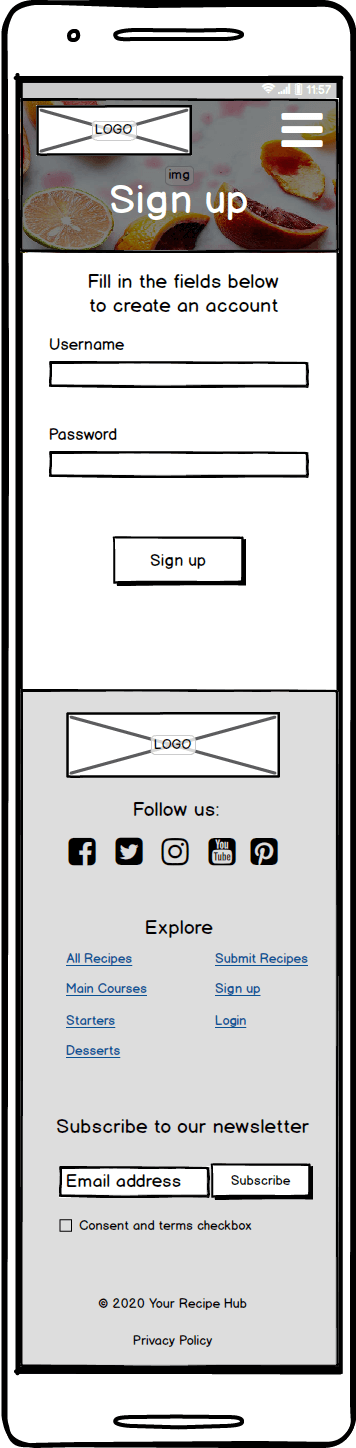 11:57
LOGO
img
Sign up
Fill in the fields below
to create an account
Username
Password
Sign up
LOGO
Follow us:
You
Tube
Explore
All Recipes
Submit Recipes
Main Courses
Sign up
Starters
Login
Desserts
Subscribe to our newsletter
Email address
Subscribe
Consent and terms checkbox
© 2020 Your Recipe Hub
Privacy Policy